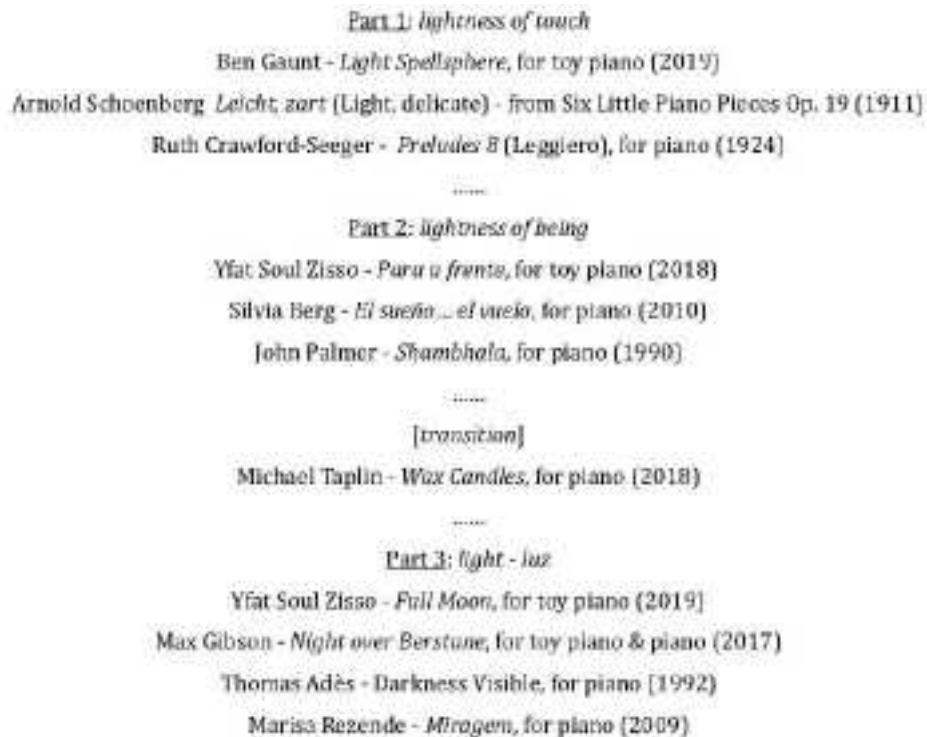 Part 1: lightness of touch
Ben Gaunt - Light Spellsphere, for toy piano (2019)
Arnold Schoenberg Leicht, zart (Light, delicate) - from Six Little Piano Pieces Op. 19 (1911)
Ruth Crawford-Seeger - Preludes 8 (Leggiero), for piano (1924)
......
Part 2: lightness of being
Yfat Soul Zisso - Para a frente, for toy piano (2018)
Silvia Berg - El sueño... el vuelo, for piano (2010)
John Palmer - Shambhala, for piano (1990)
......
[transition]
Michael Taplin - Wax Candles, for piano (2018)
......
Part 3: light - luz
Yfat Soul Zisso - Full Moon, for toy piano (2019)
Max Gibson - Night over Berstane, for toy piano & piano (2017)
Thomas Adès - Darkness Visible, for piano (1992)
Marisa Rezende - Miragem, for piano (2009)